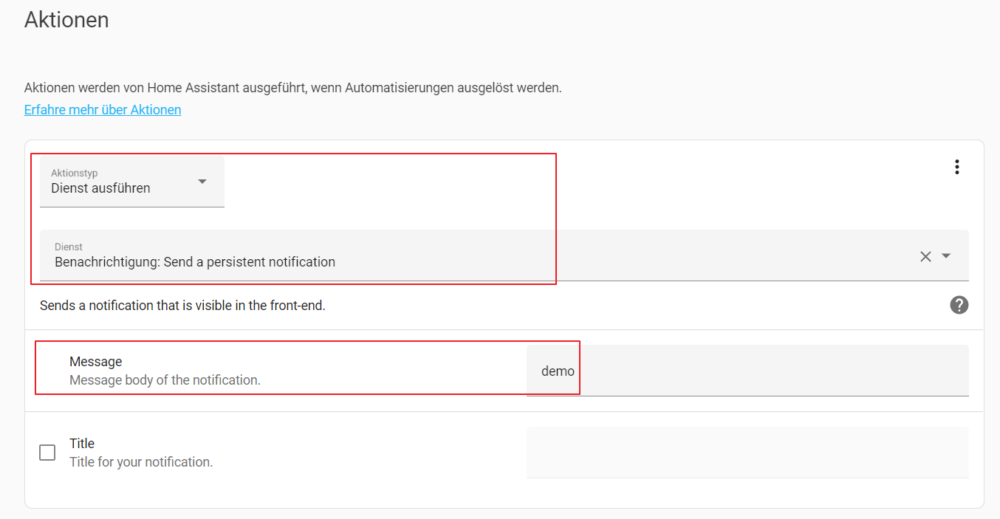 Aktionen
Aktionen werden von Home Assistant ausgeführt, wenn Automatisierungen ausgelöst werden.
Erfahre mehr über Aktionen
Aktionstyp
Dienst ausführen
Dienst
Benachrichtigung: Send a persistent notification
Sends a notification that is visible in the front-end.
Message
Message body of the notification.
demo
Title
Title for your notification.